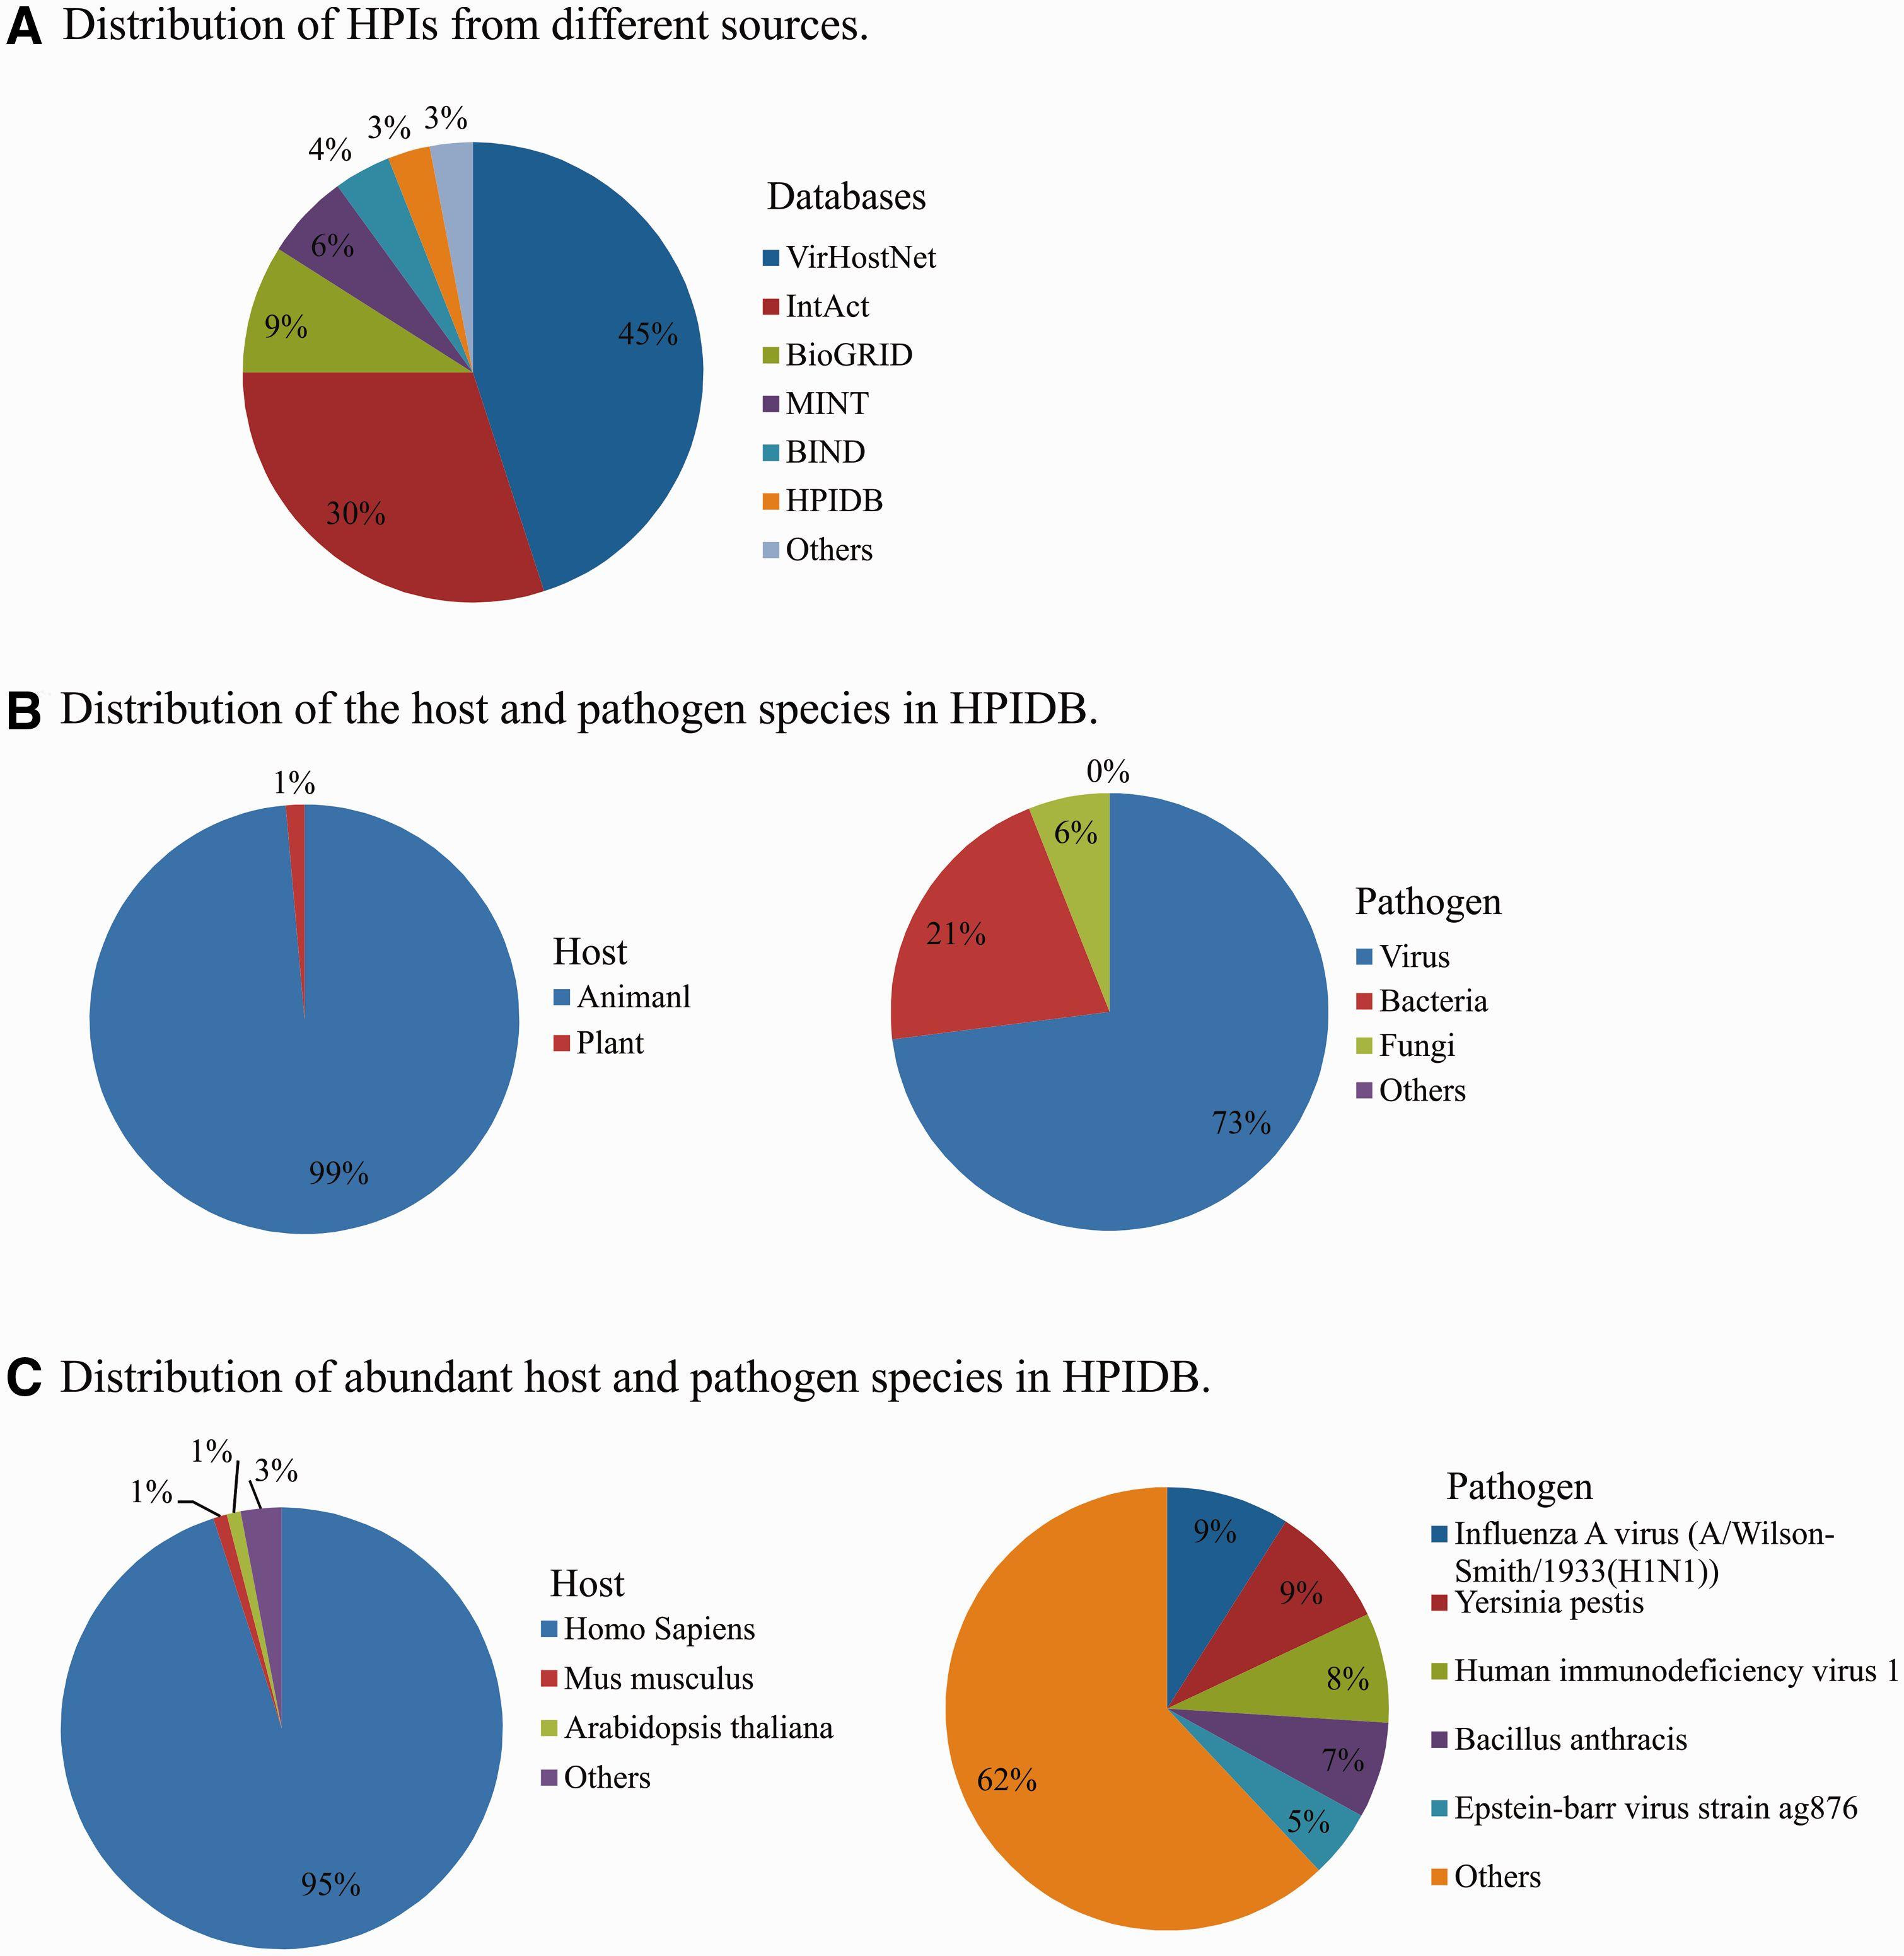 A Distribution of HPIs from different sources.
3%
3%
4%
6%
9%
45%
30%
Databases
VirHostNet
IntAct
BioGRID
MINT
BIND
HPIDB
Others
B Distribution of the host and pathogen species in HPIDB.
1%
99%
Host
Animanl
Plant
0%
6%
21%
73%
Pathogen
Virus
Bacteria
Fungi
Others
C Distribution of abundant host and pathogen species in HPIDB.
1%
3%
1%
95%
Host
Homo Sapiens
Mus musculus
Arabidopsis thaliana
Others
9%
9%
8%
7%
5%
62%
Pathogen
Influenza A virus (A/Wilson-
Smith/1933(H1N1))
Yersinia pestis
Human immunodeficiency virus 1
Bacillus anthracis
Epstein-barr virus strain ag876
Others